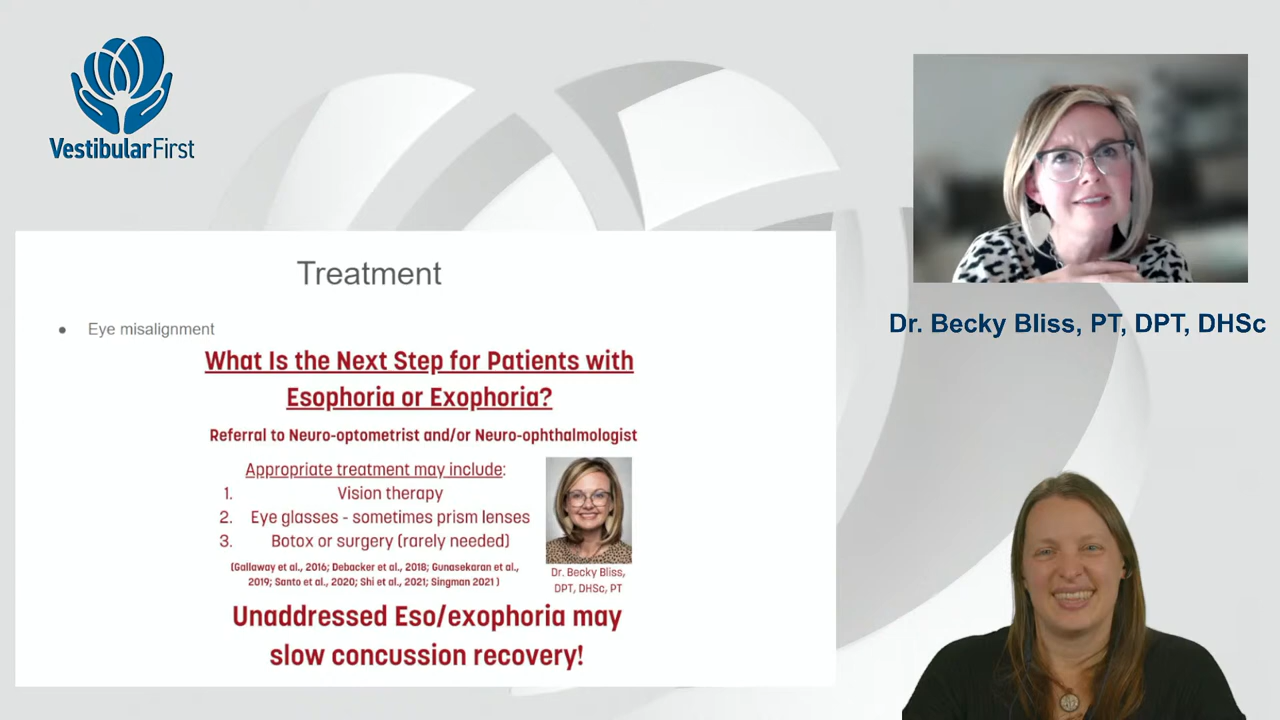 VestibularFirst
Treatment
● Eye misalignment
What Is the Next Step for Patients with
Esophoria or Exophoria?
Referral to Neuro-optometrist and/or Neuro-ophthalmologist
Appropriate treatment may include:
1. Vision therapy
2. Eye glasses - sometimes prism lenses
3. Botox or surgery (rarely needed)
(Gallaway et al., 2016; Debacker et al., 2018; Gunasekaran et al.,
2019; Santo et al., 2020; Shi et al., 2021; Singman 2021 )
Dr. Becky Bliss,
DPT, DHSc, PT
Unaddressed Eso/exophoria may
slow concussion recovery!
Dr. Becky Bliss, PT, DPT, DHSc